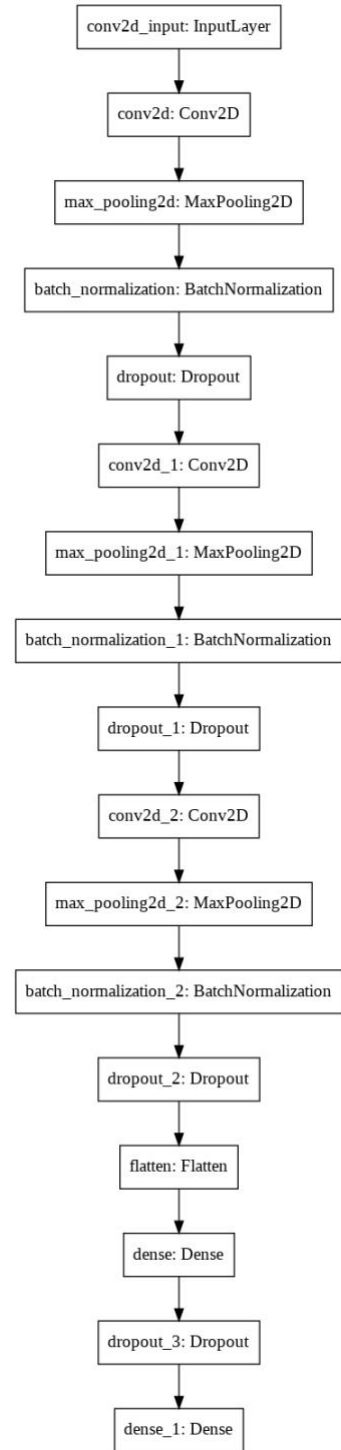 conv2d_input: InputLayer
conv2d: Conv2D
max_pooling2d: MaxPooling2D
batch_normalization: BatchNormalization
dropout: Dropout
conv2d_1: Conv2D
max_pooling2d_1: MaxPooling2D
batch_normalization_1: BatchNormalization
dropout_1: Dropout
conv2d_2: Conv2D
max_pooling2d_2: MaxPooling2D
batch_normalization_2: BatchNormalization
dropout_2: Dropout
flatten: Flatten
dense: Dense
dropout_3: Dropout
dense_1: Dense